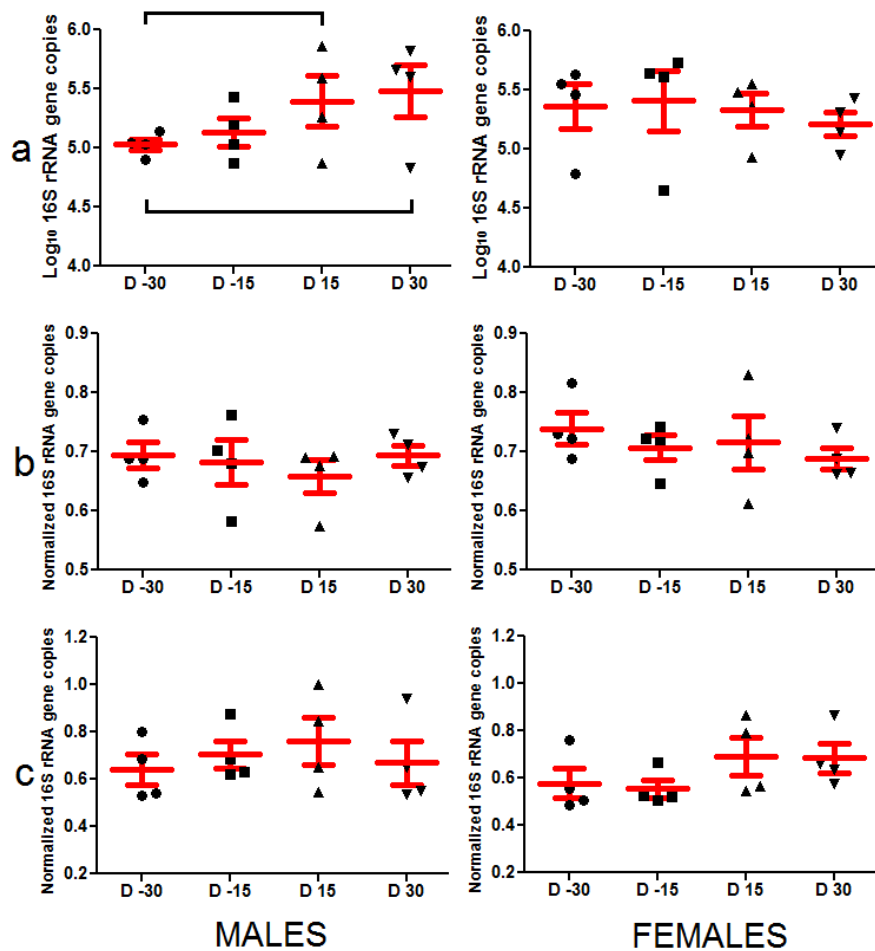 a
Log₁₀ 16S rRNA gene copies
6.0
5.5
5.0
4.5
4.0
D -30 D -15 D 15 D 30
Log₁₀ 16S rRNA gene copies
6.0
5.5
5.0
4.5
4.0
D -30 D -15 D 15 D 30
b
Normalized 16S rRNA gene copies
0.9
0.8
0.7
0.6
0.5
D -30 D -15 D 15 D 30
Normalized 16S rRNA gene copies
0.9
0.8
0.7
0.6
0.5
D -30 D -15 D 15 D 30
c
Normalized 16S rRNA gene copies
1.2
1.0
0.8
0.6
0.4
0.2
D -30 D -15 D 15 D 30
Normalized 16S rRNA gene copies
1.2
1.0
0.8
0.6
0.4
0.2
D -30 D -15 D 15 D 30
MALES
FEMALES